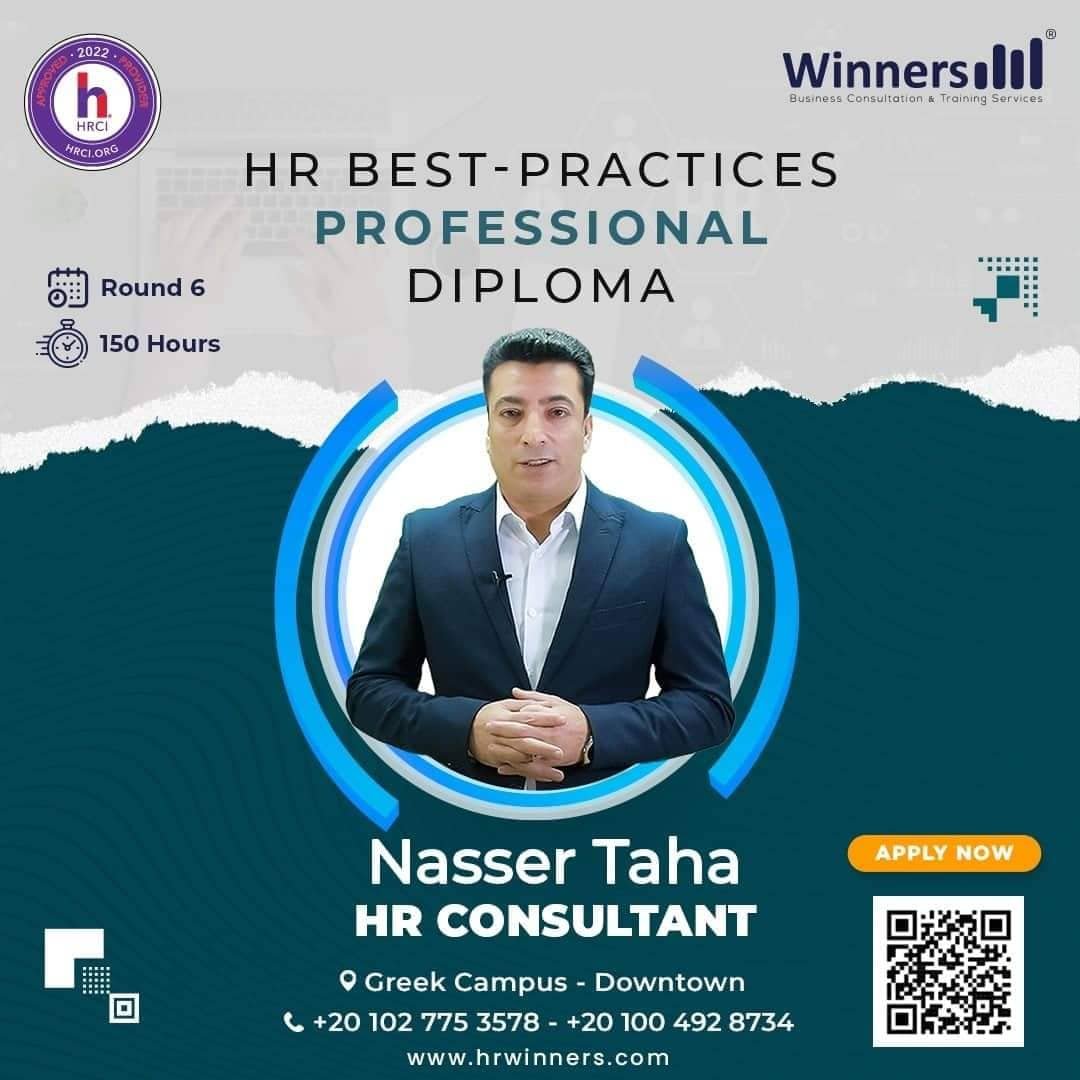 APPROVED · 2022 · PROVIDER
h
HRCI
HRCI.ORG
Winners ®
Business Consultation & Training Services
HR BEST-PRACTICES
PROFESSIONAL
DIPLOMA
Round 6
150 Hours
Nasser Taha
HR CONSULTANT
APPLY NOW
Greek Campus - Downtown
+20 102 775 3578 - +20 100 492 8734
www.hrwinners.com